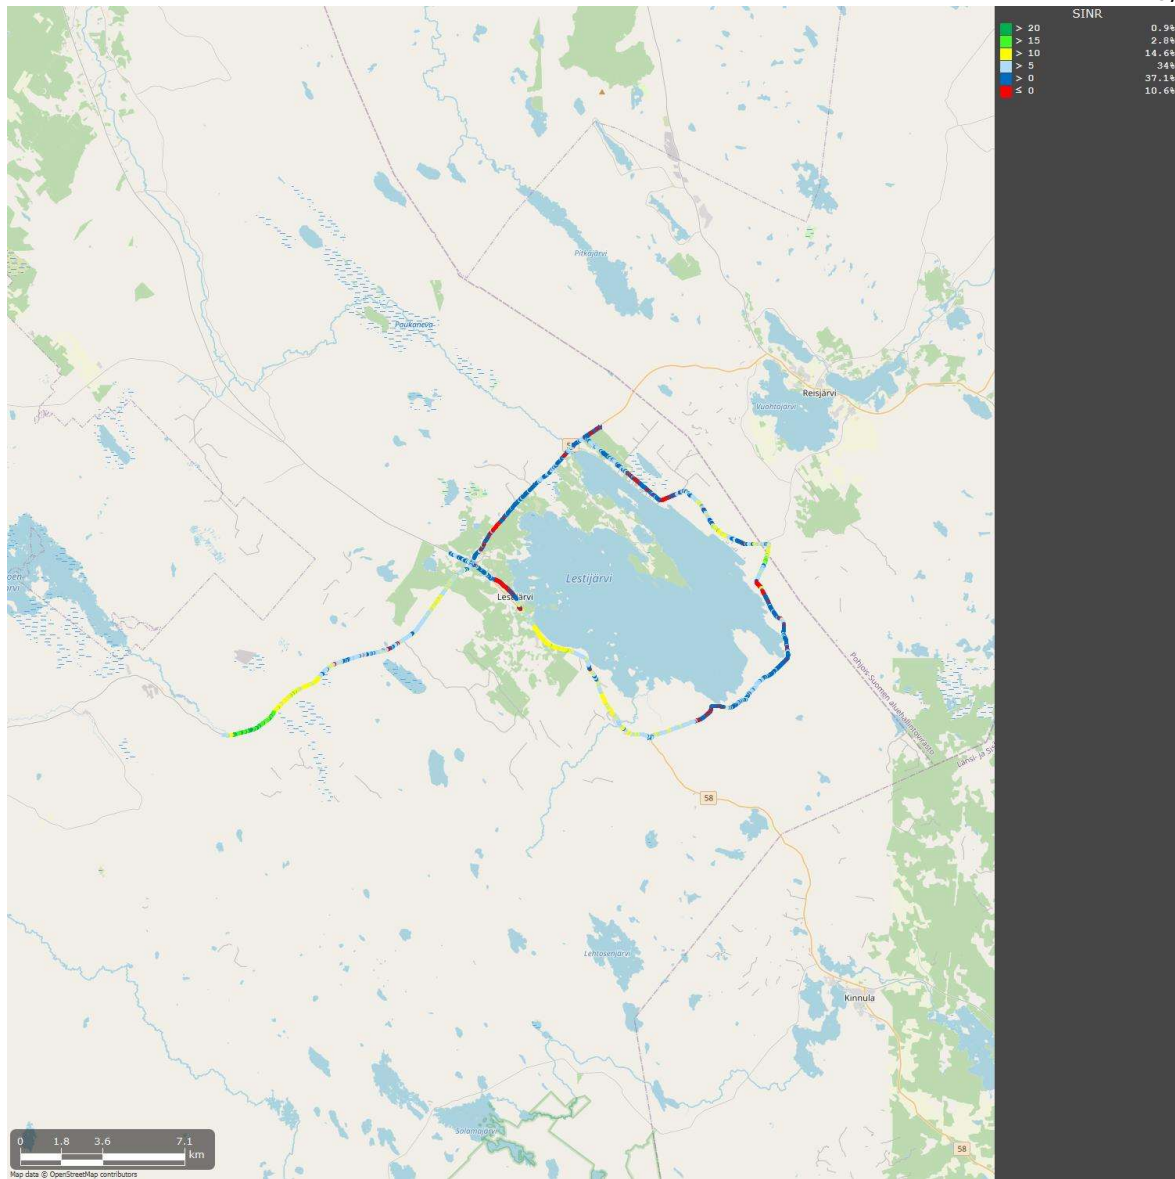 SINR
> 20 0.9%
> 15 2.8%
> 10 14.6%
> 5 34%
> 0 37.1%
≤ 0 10.6%
Pitkäjärvi
Paukaneva
Reisjärvi
Vuohtajärvi
Lestijärvi
Pohjois-Suomen aluehallintovirasto
58
Lehtosenjärvi
Kinnula
Salamajärvi
58
0 1.8 3.6 7.1
km
Map data © OpenStreetMap contributors